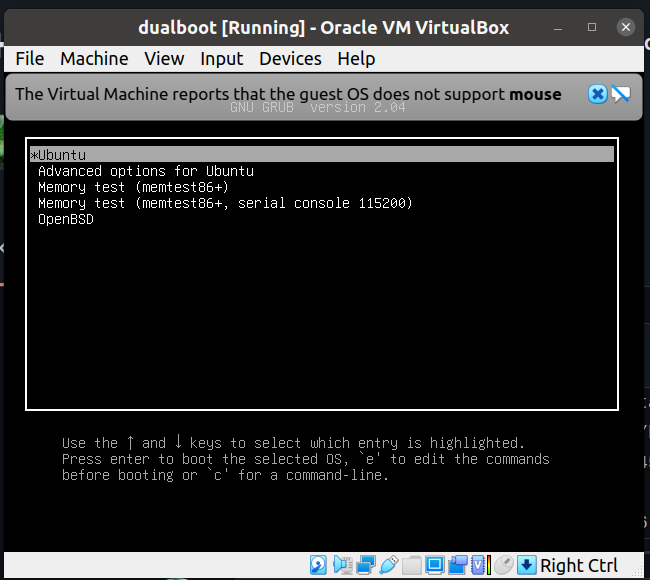 dualboot [Running] - Oracle VM VirtualBox
File Machine View Input Devices Help
The Virtual Machine reports that the guest OS does not support mouse
GNU GRUB version 2.04
*Ubuntu
Advanced options for Ubuntu
Memory test (memtest86+)
Memory test (memtest86+, serial console 115200)
OpenBSD
Use the ↑ and ↓ keys to select which entry is highlighted.
Press enter to boot the selected OS, `e' to edit the commands
before booting or `c' for a command-line.
Right Ctrl